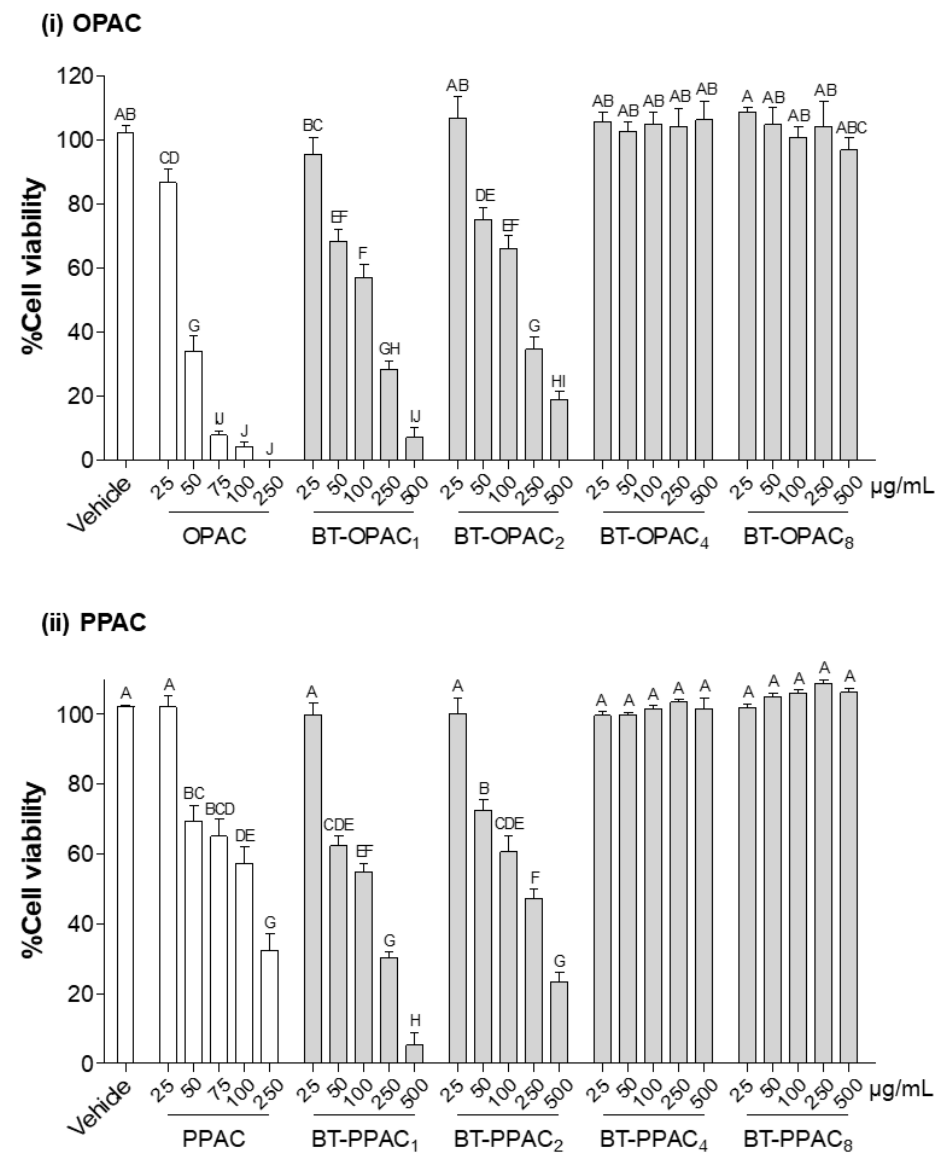 (i) OPAC
%Cell viability
120
100
80
60
40
20
0
AB
CD
G
IJ
J
J
BC
EF
F
GH
IJ
AB
DE
EF
G
HI
AB
AB
AB
AB
AB
A
AB
AB
AB
ABC
Vehicle
25 50 75 100 250
25 50 100 250 500
25 50 100 250 500
25 50 100 250 500
25 50 100 250 500
µg/mL
OPAC BT-OPAC₁ BT-OPAC₂ BT-OPAC₄ BT-OPAC₈
(ii) PPAC
%Cell viability
100
80
60
40
20
0
A
A
BC
BCD
DE
G
A
CDE
EF
G
H
A
B
CDE
F
G
A
A
A
A
A
A
A
A
A
A
Vehicle
25 50 75 100 250
25 50 100 250 500
25 50 100 250 500
25 50 100 250 500
25 50 100 250 500
µg/mL
PPAC BT-PPAC₁ BT-PPAC₂ BT-PPAC₄ BT-PPAC₈